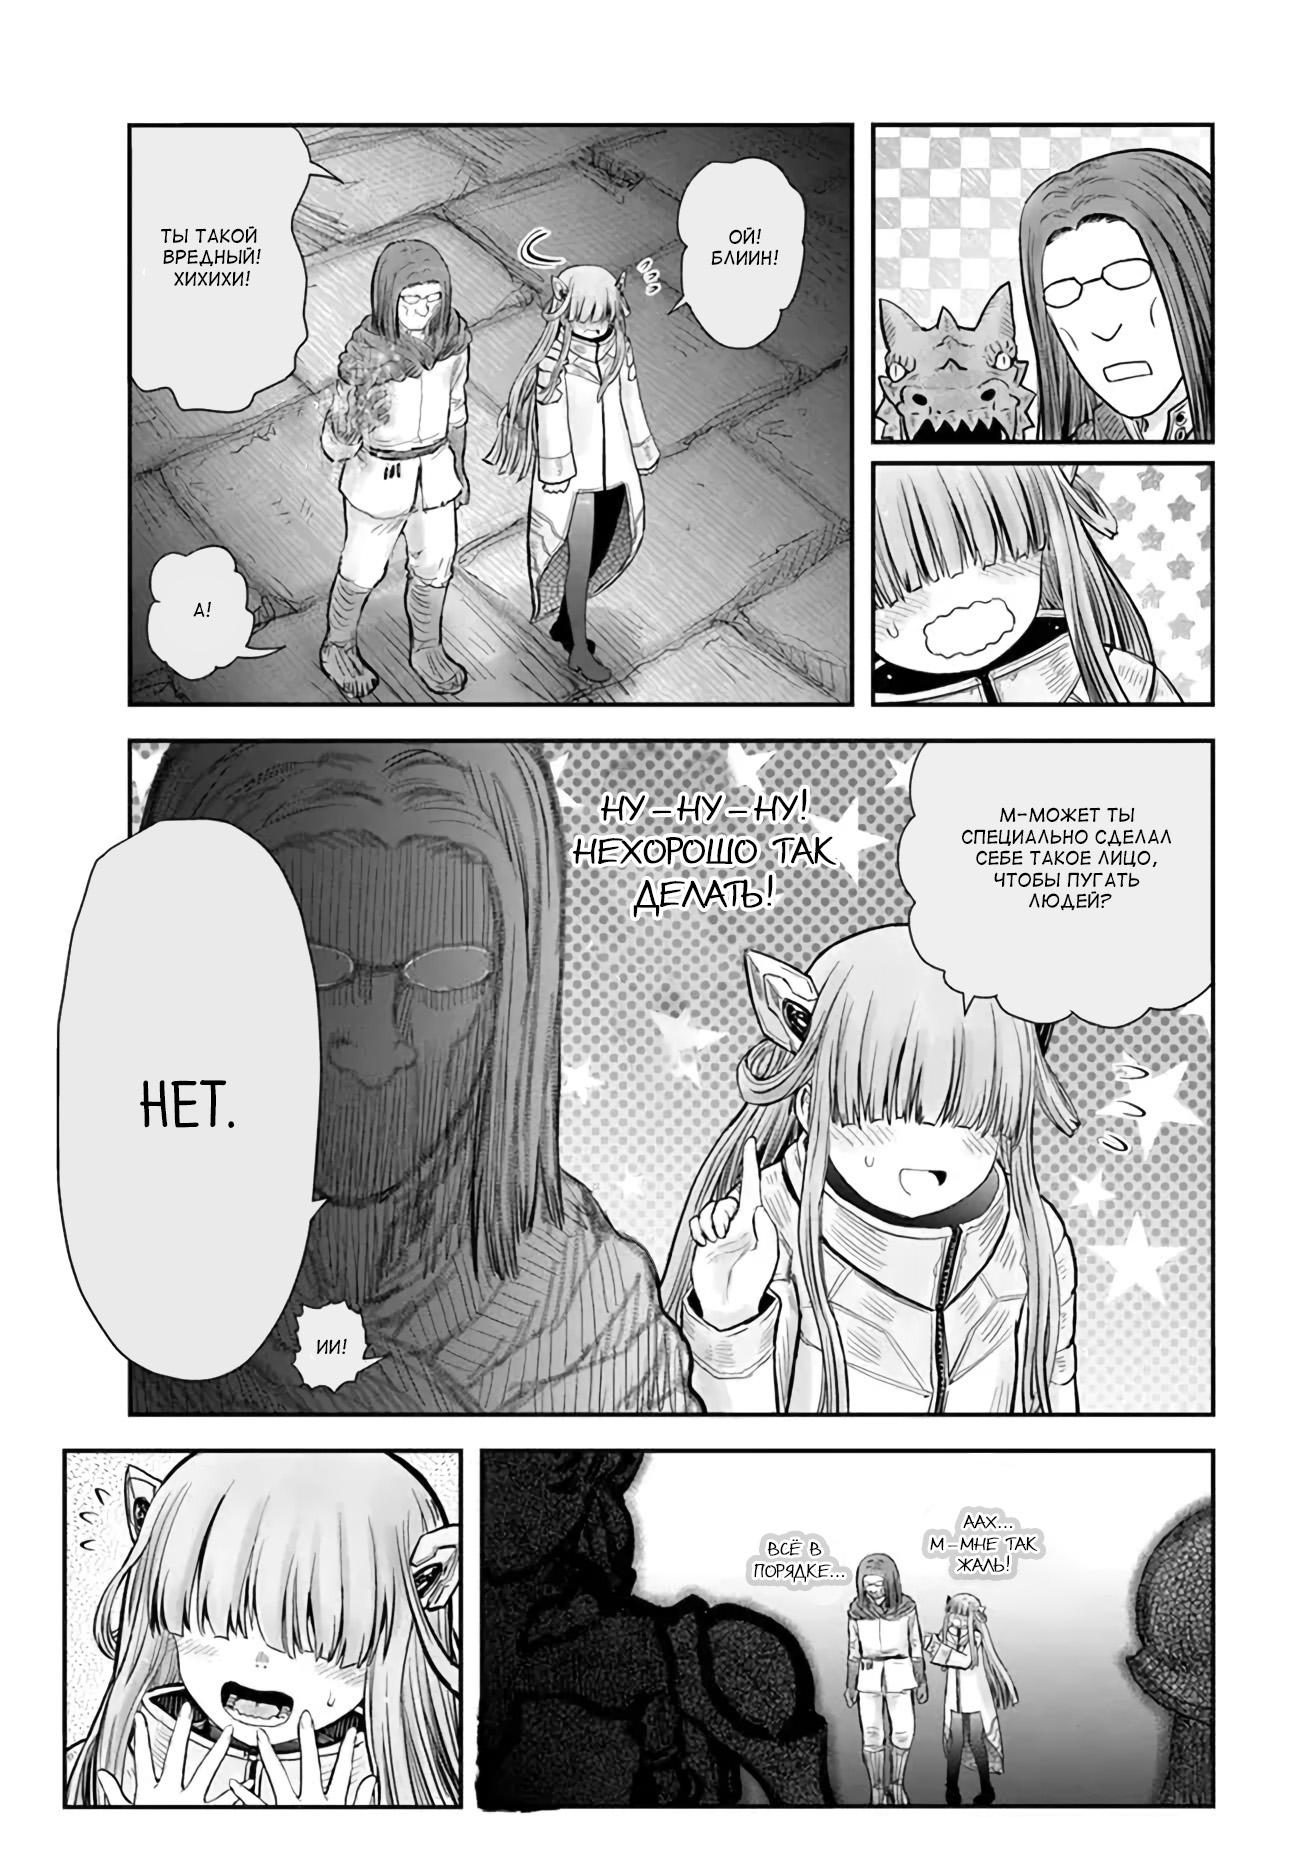 ОЙ!
БЛИИН!
ТЫ ТАКОЙ
ВРЕДНЫЙ!
ХИХИХИ!
А!
М-МОЖЕТ ТЫ
СПЕЦИАЛЬНО СДЕЛАЛ
СЕБЕ ТАКОЕ ЛИЦО,
ЧТОБЫ ПУГАТЬ
ЛЮДЕЙ?
НУ-НУ-НУ!
НЕХОРОШО ТАК
ДЕЛАТЬ!
НЕТ.
ИИ!
ААХ...
М-МНЕ ТАК
ЖАЛЬ!
ВСЁ В
ПОРЯДКЕ...